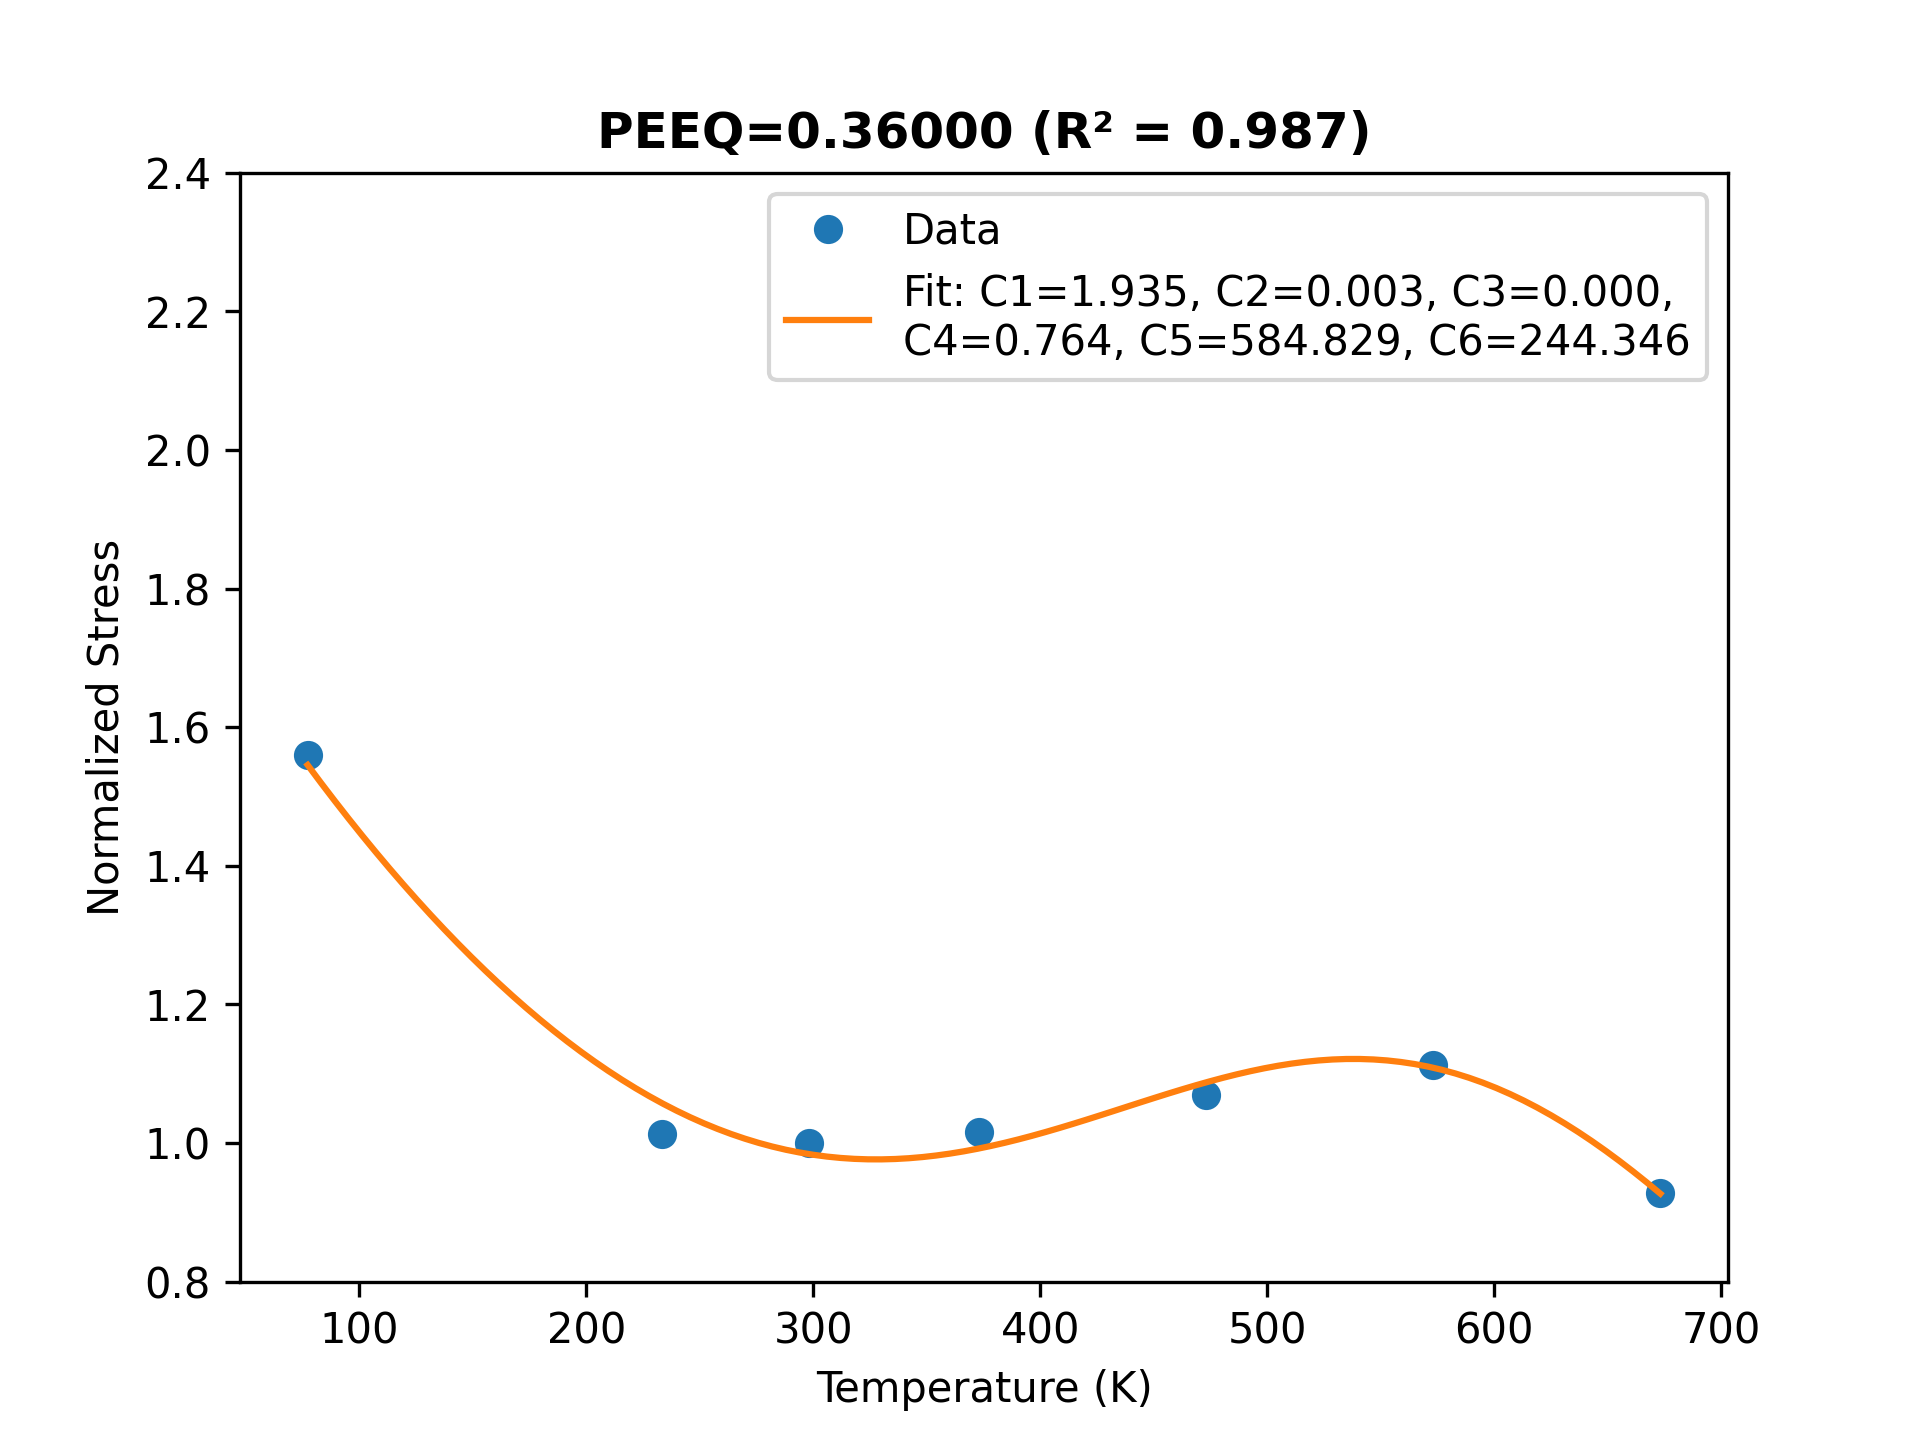 PEEQ=0.36000 (R² = 0.987)
Data
Fit: C1=1.935, C2=0.003, C3=0.000,
C4=0.764, C5=584.829, C6=244.346
Normalized Stress
2.4
2.2
2.0
1.8
1.6
1.4
1.2
1.0
0.8
100 200 300 400 500 600 700
Temperature (K)